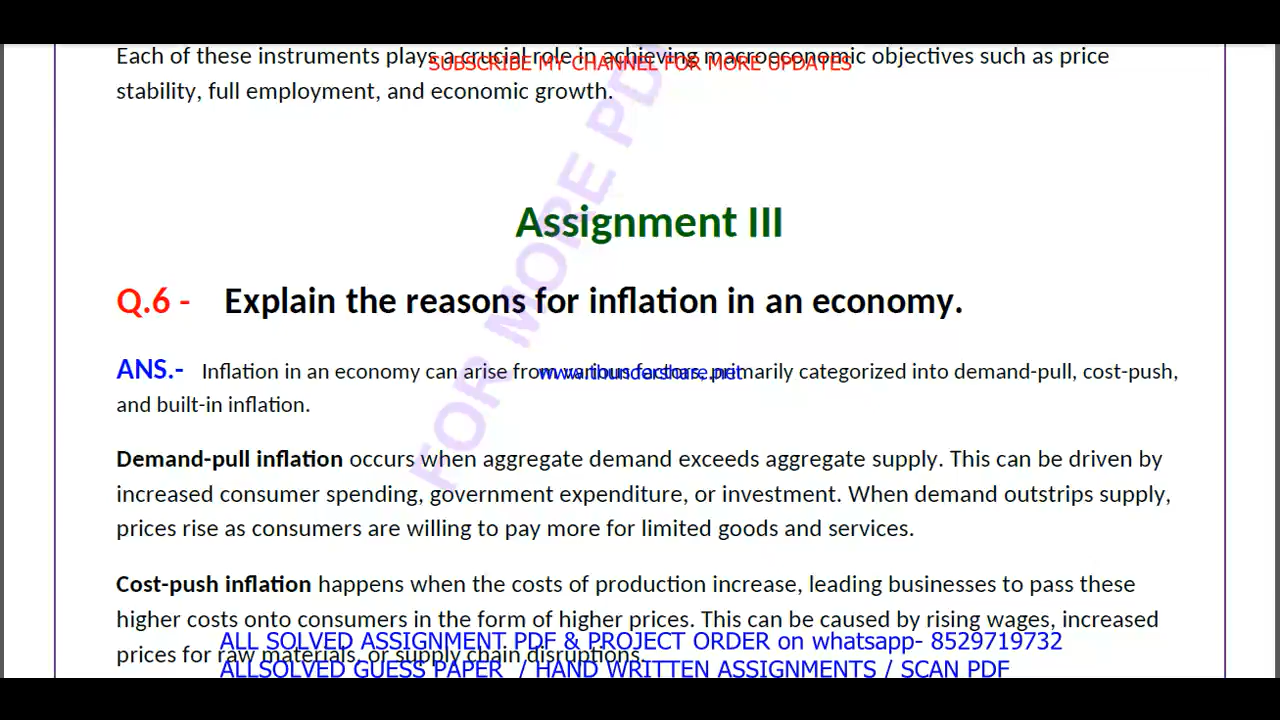 Each of these instruments plays a crucial role in achieving macroeconomic objectives such as price
SUBSCRIBE MY CHANNEL FOR MORE UPDATES
stability, full employment, and economic growth.
FOR MORE PD
Assignment III
Q.6 - Explain the reasons for inflation in an economy.
ANS.- Inflation in an economy can arise from various factors, primarily categorized into demand-pull, cost-push,
www.thundershare.net
and built-in inflation.
Demand-pull inflation occurs when aggregate demand exceeds aggregate supply. This can be driven by
increased consumer spending, government expenditure, or investment. When demand outstrips supply,
prices rise as consumers are willing to pay more for limited goods and services.
Cost-push inflation happens when the costs of production increase, leading businesses to pass these
higher costs onto consumers in the form of higher prices. This can be caused by rising wages, increased
ALL SOLVED ASSIGNMENT PDF & PROJECT ORDER on whatsapp- 8529719732
prices for raw materials, or supply chain disruptions.
ALLSOLVED GUESS PAPER / HAND WRITTEN ASSIGNMENTS / SCAN PDF